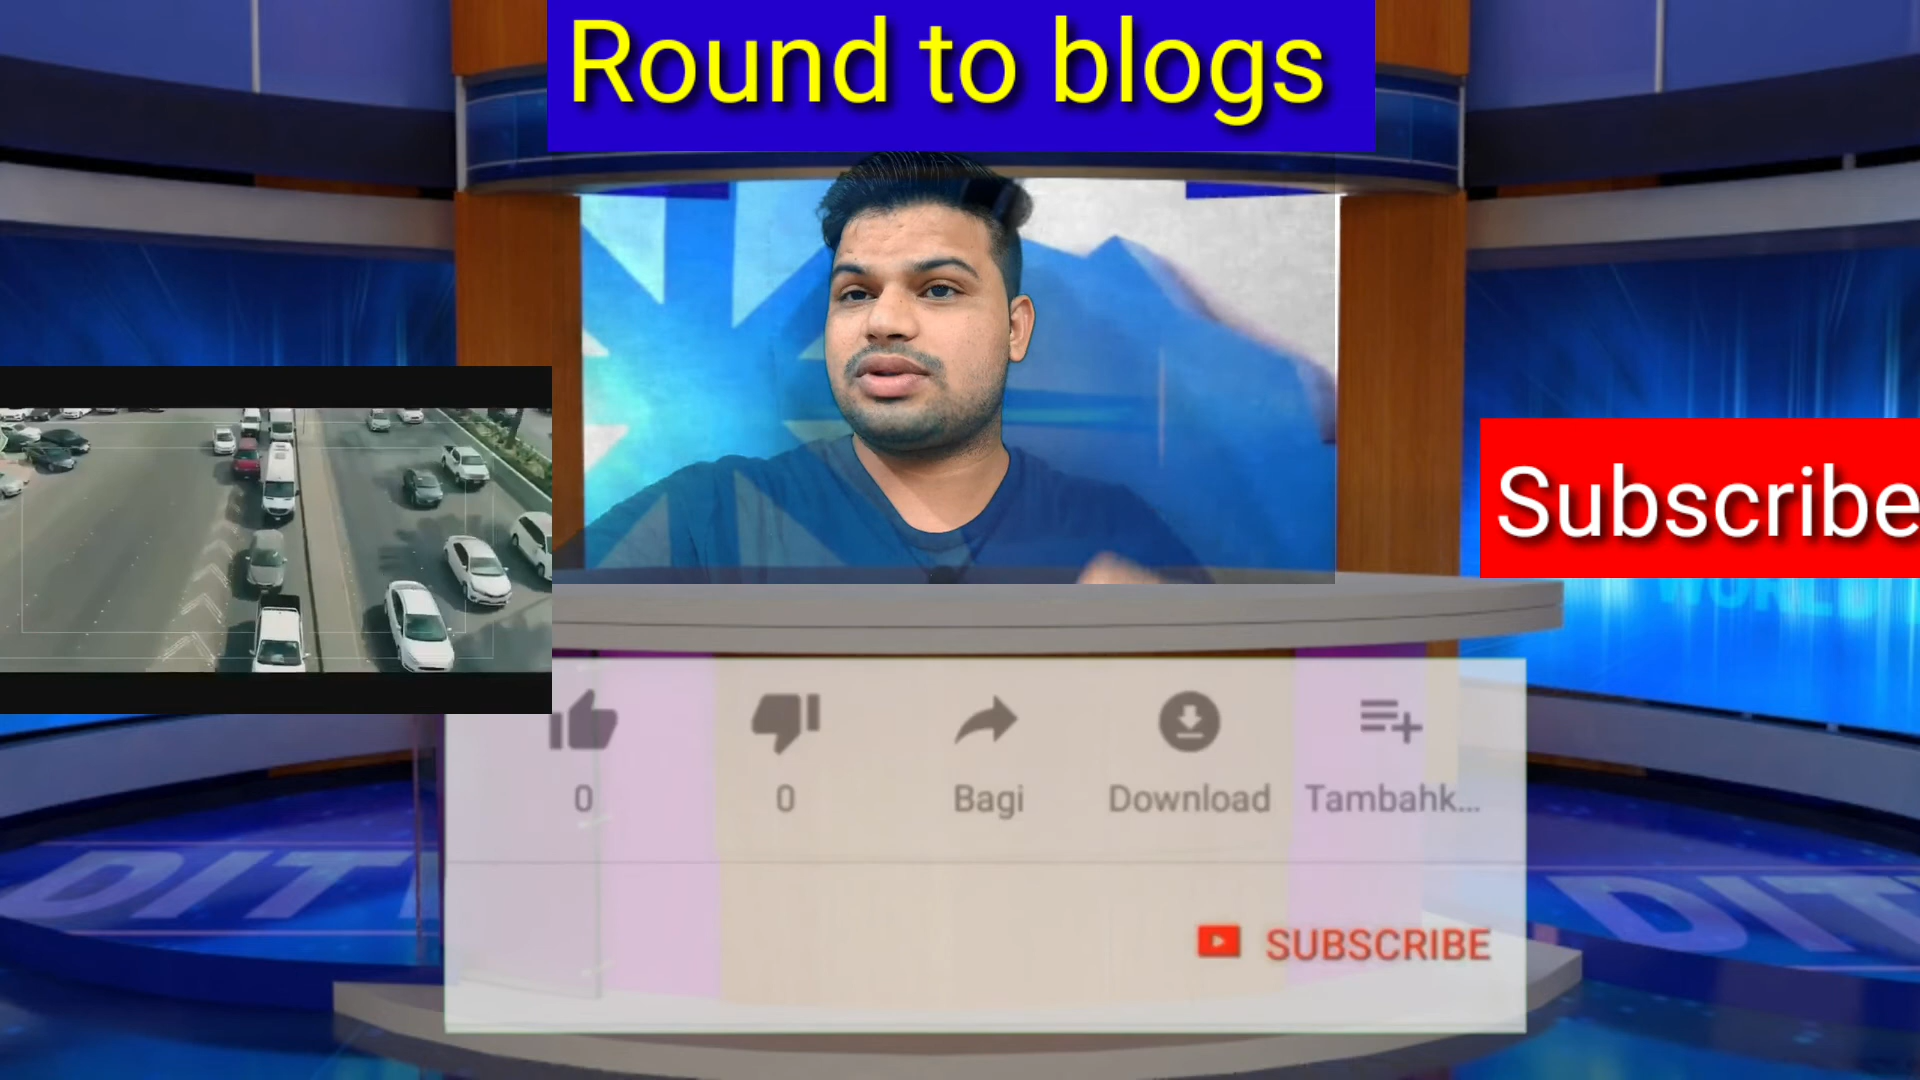 Round to blogs
Subscribe
0
0
Bagi
Download
Tambahk...
SUBSCRIBE